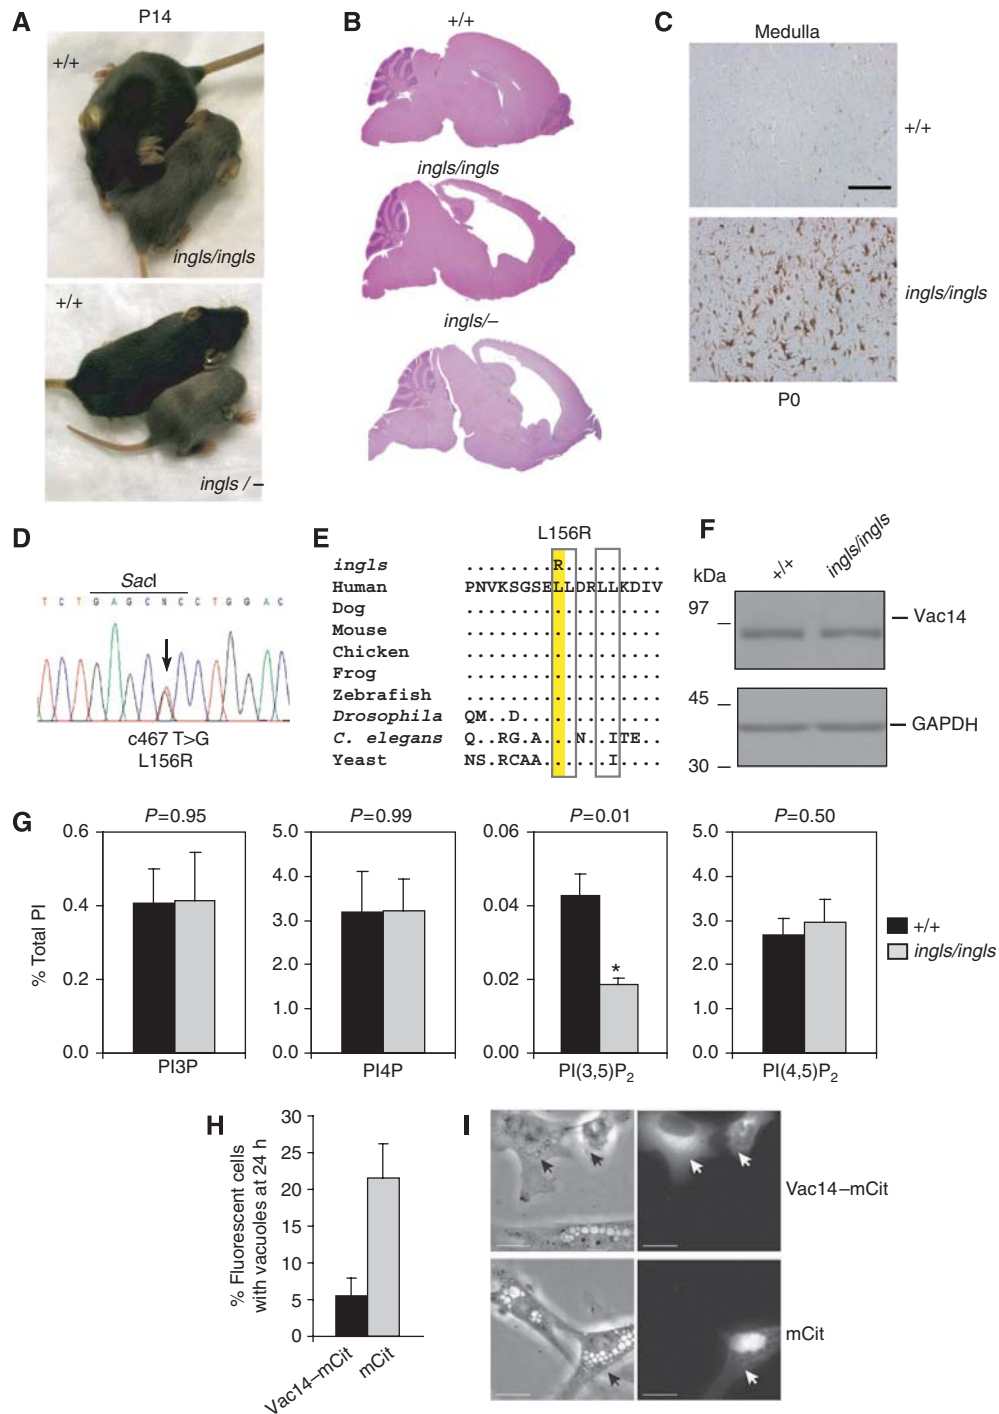 A
P14
+/+
ingls/ingls
+/+
ingls / –
B
+/+
ingls/ingls
ingls/–
C
Medulla
+/+
ingls/ingls
P0
D
SacI
T C T G A G C N C C T G G A C
c467 T>G
L156R
E
L156R
ingls ........R..........
Human PNVKSGSELLDRLLKDIV
Dog ..................
Mouse ..................
Chicken ..................
Frog ..................
Zebrafish ..................
Drosophila QM..D.............
C. elegans Q..RG.A...N..ITE..
Yeast NS.RCAA......I....
F
+/+
ingls/ingls
kDa
97
Vac14
45
GAPDH
30
G
P=0.95
P=0.99
P=0.01
P=0.50
% Total PI
0.6
0.4
0.2
0.0
PI3P
5.0
4.0
3.0
2.0
1.0
0.0
PI4P
0.06
0.04
0.02
0.00
*
PI(3,5)P2
5.0
4.0
3.0
2.0
1.0
0.0
PI(4,5)P2
+/+
ingls/ingls
H
% Fluorescent cells
with vacuoles at 24 h
30
25
20
15
10
5
0
Vac14–mCit
mCit
I
Vac14–mCit
mCit